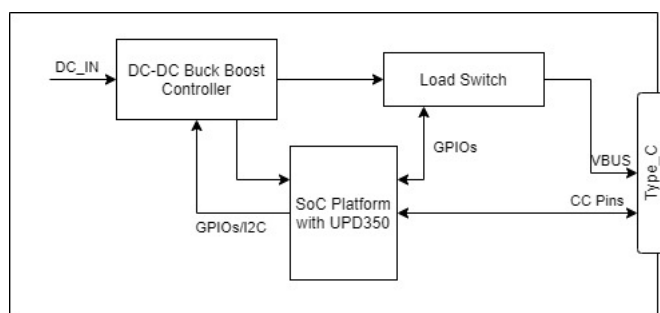 DC_IN
DC-DC Buck Boost
Controller
Load Switch
GPIOs
VBUS
Type_C
SoC Platform
with UPD350
CC Pins
GPIOs/I2C